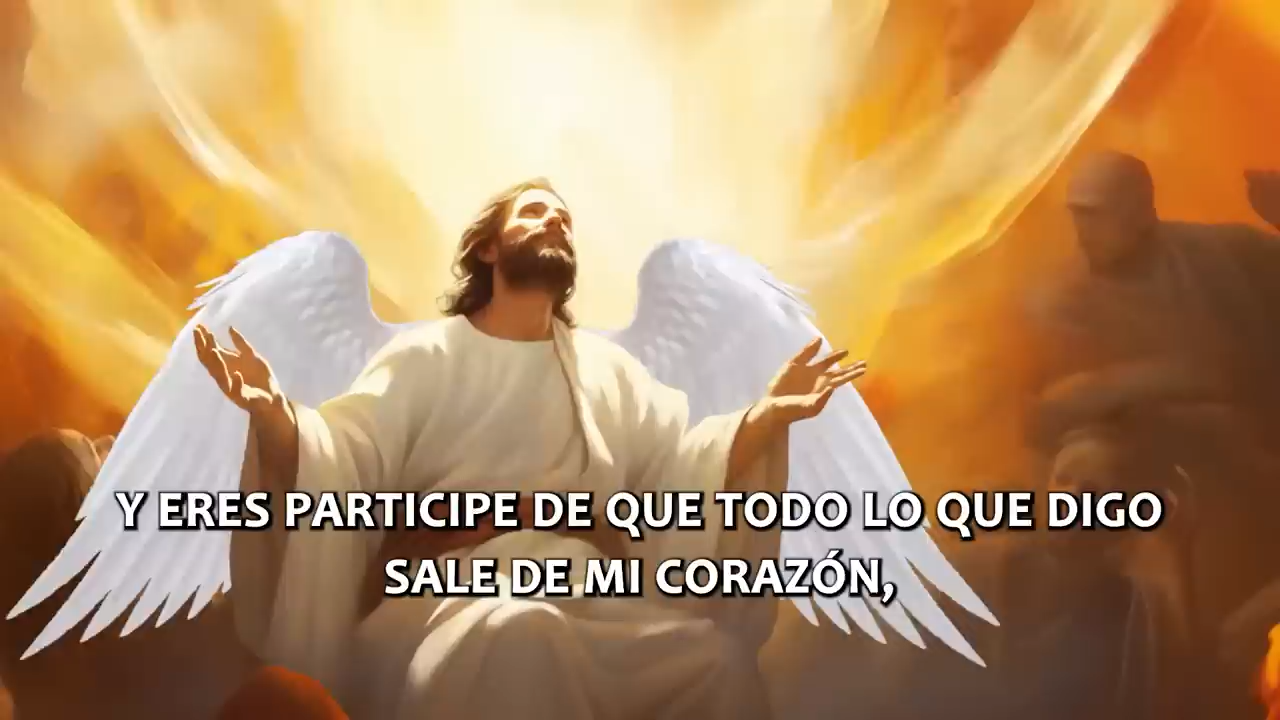 Y ERES PARTICIPE DE QUE TODO LO QUE DIGO
SALE DE MI CORAZÓN,